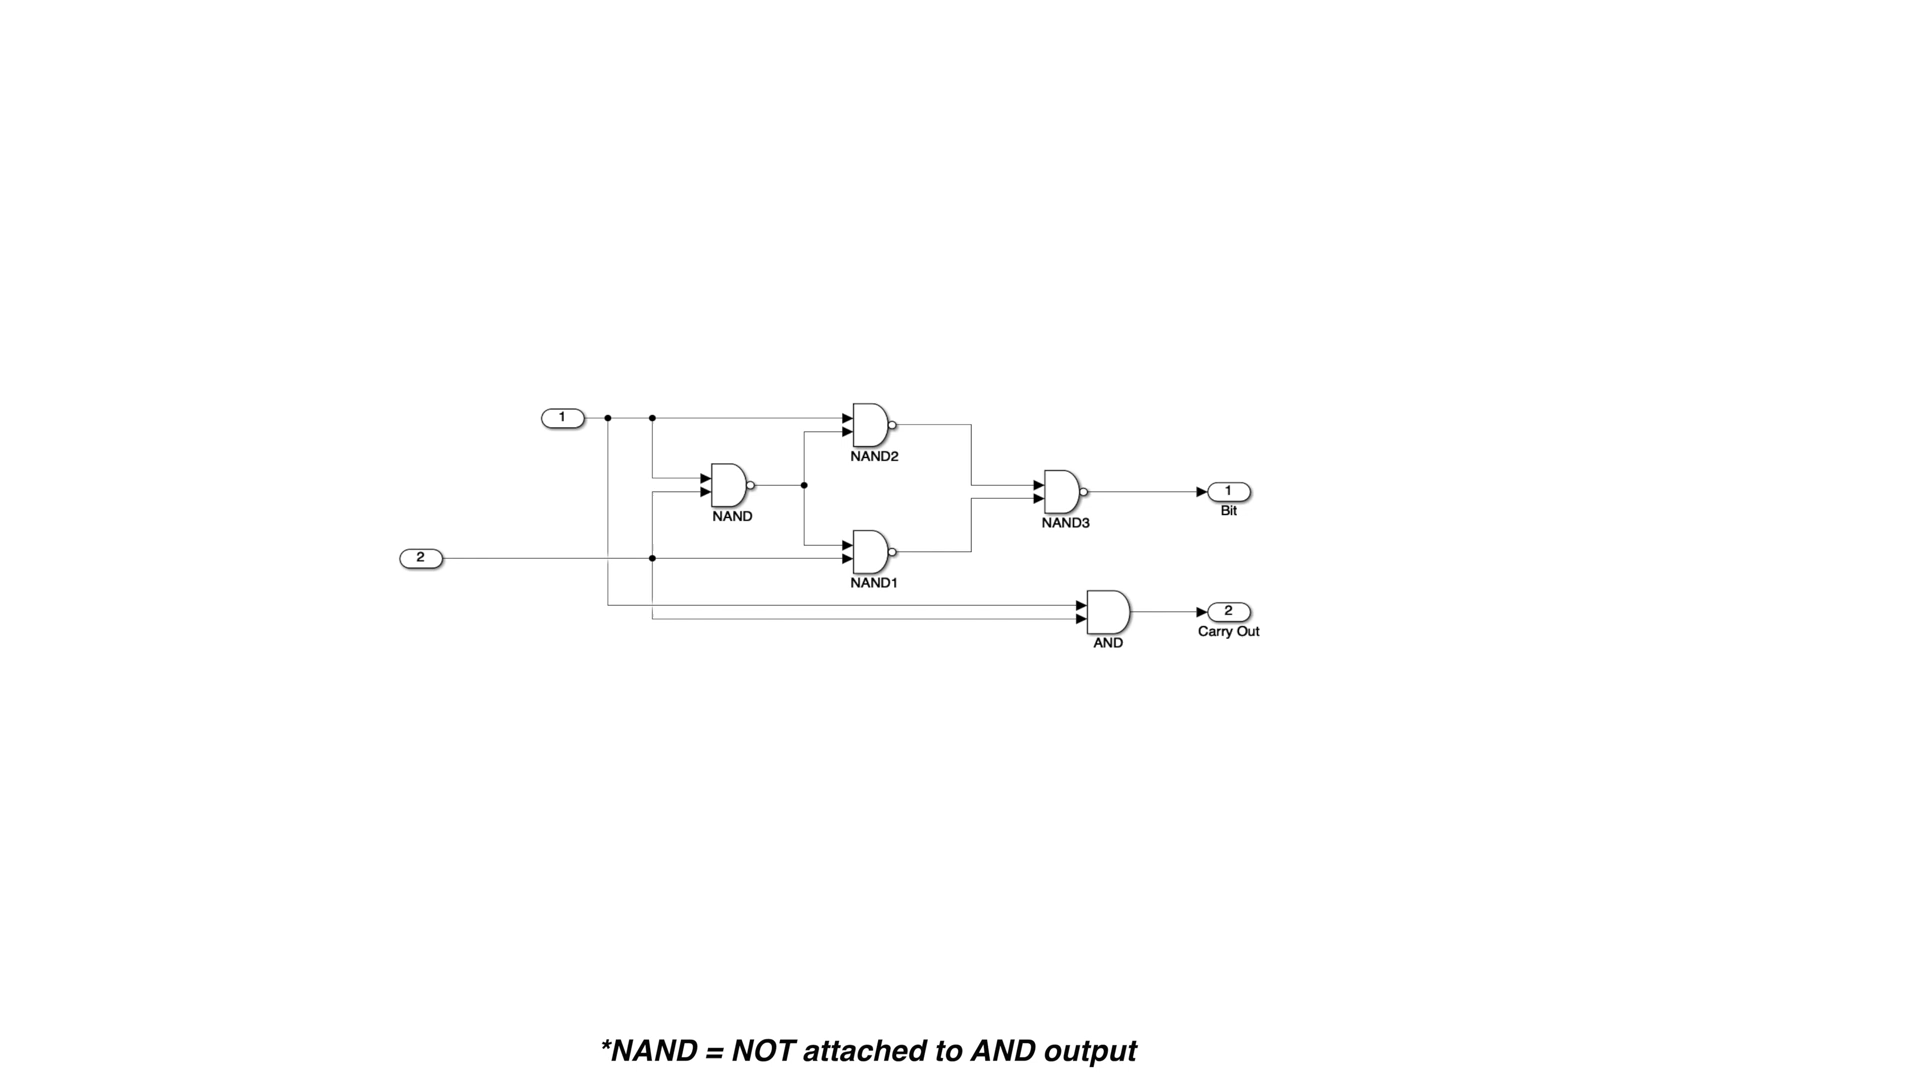 1
NAND2
NAND
1
Bit
NAND3
2
NAND1
2
Carry Out
AND
*NAND = NOT attached to AND output